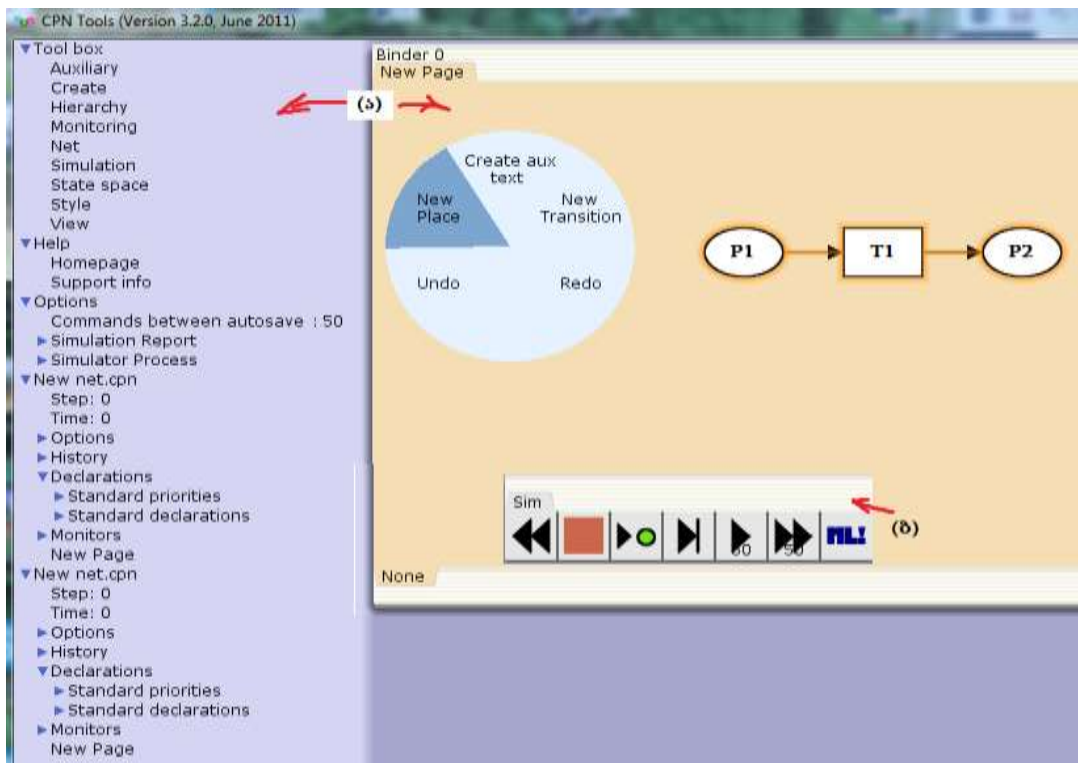 CPN Tools (Version 3.2.0, June 2011)
Tool box
Auxiliary
Create
Hierarchy
Monitoring
Net
Simulation
State space
Style
View
Help
Homepage
Support info
Options
Commands between autosave : 50
Simulation Report
Simulator Process
New net.cpn
Step: 0
Time: 0
Options
History
Declarations
Standard priorities
Standard declarations
Monitors
New Page
New net.cpn
Step: 0
Time: 0
Options
History
Declarations
Standard priorities
Standard declarations
Monitors
New Page
Binder 0
New Page
(ა)
Create aux
text
New
Place
New
Transition
Undo
Redo
P1
T1
P2
Sim
50
50
ML!
(ბ)
None